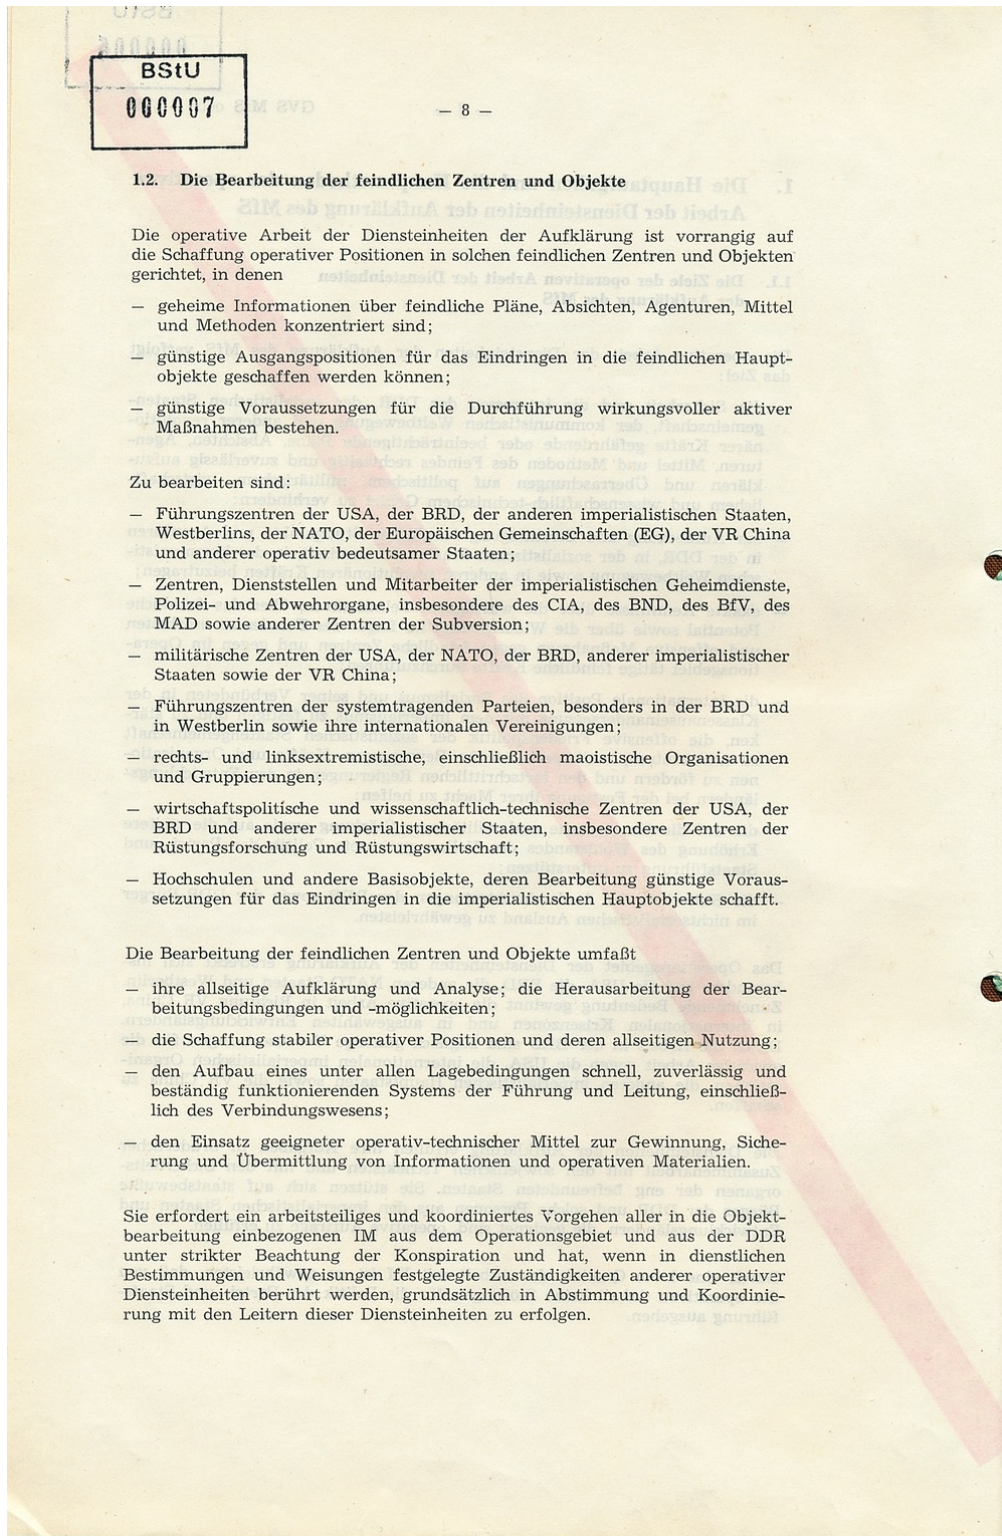 BStU
000007
— 8 —
1.2. Die Bearbeitung der feindlichen Zentren und Objekte
Die operative Arbeit der Diensteinheiten der Aufklärung ist vorrangig auf
die Schaffung operativer Positionen in solchen feindlichen Zentren und Objekten
gerichtet, in denen
— geheime Informationen über feindliche Pläne, Absichten, Agenturen, Mittel
und Methoden konzentriert sind;
— günstige Ausgangspositionen für das Eindringen in die feindlichen Haupt-
objekte geschaffen werden können;
— günstige Voraussetzungen für die Durchführung wirkungsvoller aktiver
Maßnahmen bestehen.
Zu bearbeiten sind:
— Führungszentren der USA, der BRD, der anderen imperialistischen Staaten,
Westberlins, der NATO, der Europäischen Gemeinschaften (EG), der VR China
und anderer operativ bedeutsamer Staaten;
— Zentren, Dienststellen und Mitarbeiter der imperialistischen Geheimdienste,
Polizei- und Abwehrorgane, insbesondere des CIA, des BND, des BfV, des
MAD sowie anderer Zentren der Subversion;
— militärische Zentren der USA, der NATO, der BRD, anderer imperialistischer
Staaten sowie der VR China;
— Führungszentren der systemtragenden Parteien, besonders in der BRD und
in Westberlin sowie ihre internationalen Vereinigungen;
— rechts- und linksextremistische, einschließlich maoistische Organisationen
und Gruppierungen;
— wirtschaftspolitische und wissenschaftlich-technische Zentren der USA, der
BRD und anderer imperialistischer Staaten, insbesondere Zentren der
Rüstungsforschung und Rüstungswirtschaft;
— Hochschulen und andere Basisobjekte, deren Bearbeitung günstige Voraus-
setzungen für das Eindringen in die imperialistischen Hauptobjekte schafft.
Die Bearbeitung der feindlichen Zentren und Objekte umfaßt
— ihre allseitige Aufklärung und Analyse; die Herausarbeitung der Bear-
beitungsbedingungen und -möglichkeiten;
— die Schaffung stabiler operativer Positionen und deren allseitigen Nutzung;
— den Aufbau eines unter allen Lagebedingungen schnell, zuverlässig und
beständig funktionierenden Systems der Führung und Leitung, einschließ-
lich des Verbindungswesens;
— den Einsatz geeigneter operativ-technischer Mittel zur Gewinnung, Siche-
rung und Übermittlung von Informationen und operativen Materialien.
Sie erfordert ein arbeitsteiliges und koordiniertes Vorgehen aller in die Objekt-
bearbeitung einbezogenen IM aus dem Operationsgebiet und aus der DDR
unter strikter Beachtung der Konspiration und hat, wenn in dienstlichen
Bestimmungen und Weisungen festgelegte Zuständigkeiten anderer operativer
Diensteinheiten berührt werden, grundsätzlich in Abstimmung und Koordinie-
rung mit den Leitern dieser Diensteinheiten zu erfolgen.